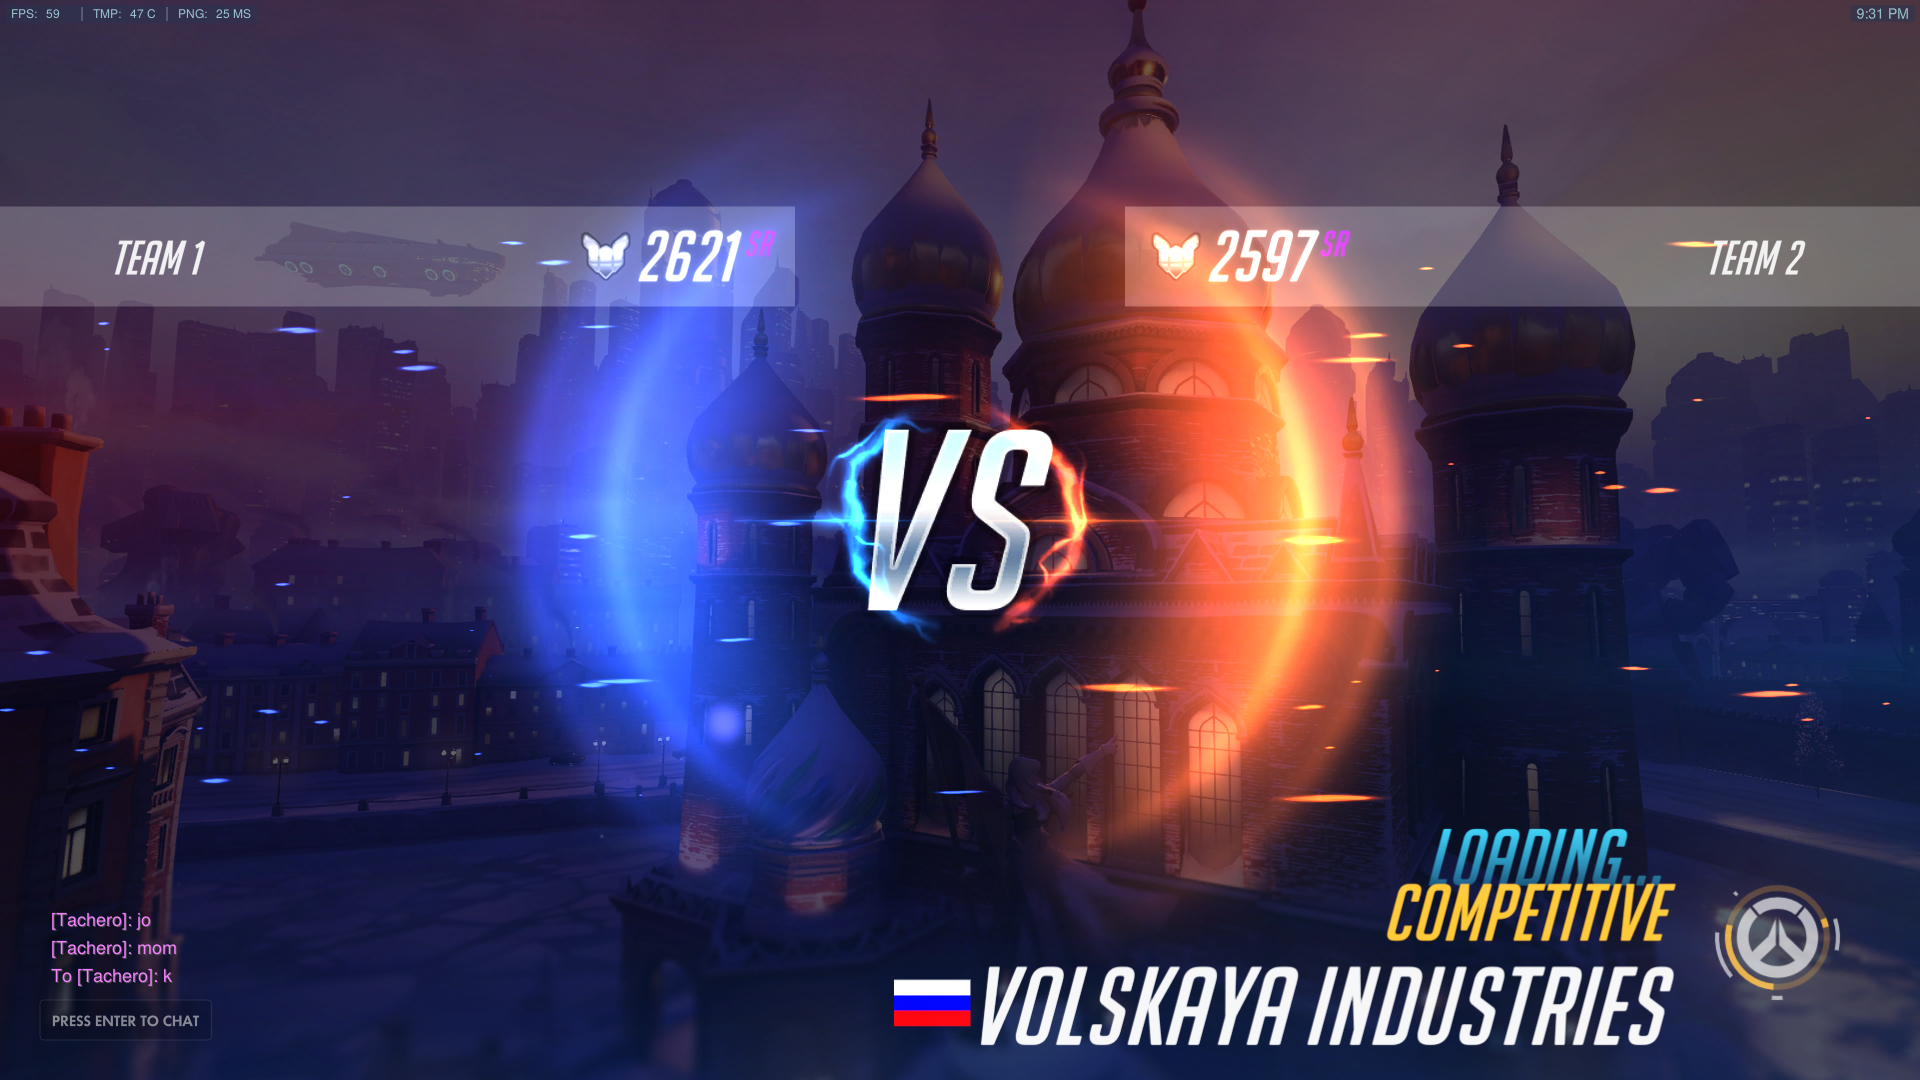 FPS: 59 | TMP: 47 C | PNG: 25 MS
9:31 PM
TEAM 1
2621 SR
2597 SR
TEAM 2
VS
LOADING...
COMPETITIVE
VOLSKAYA INDUSTRIES
[Tachero]: jo
[Tachero]: mom
To [Tachero]: k
PRESS ENTER TO CHAT